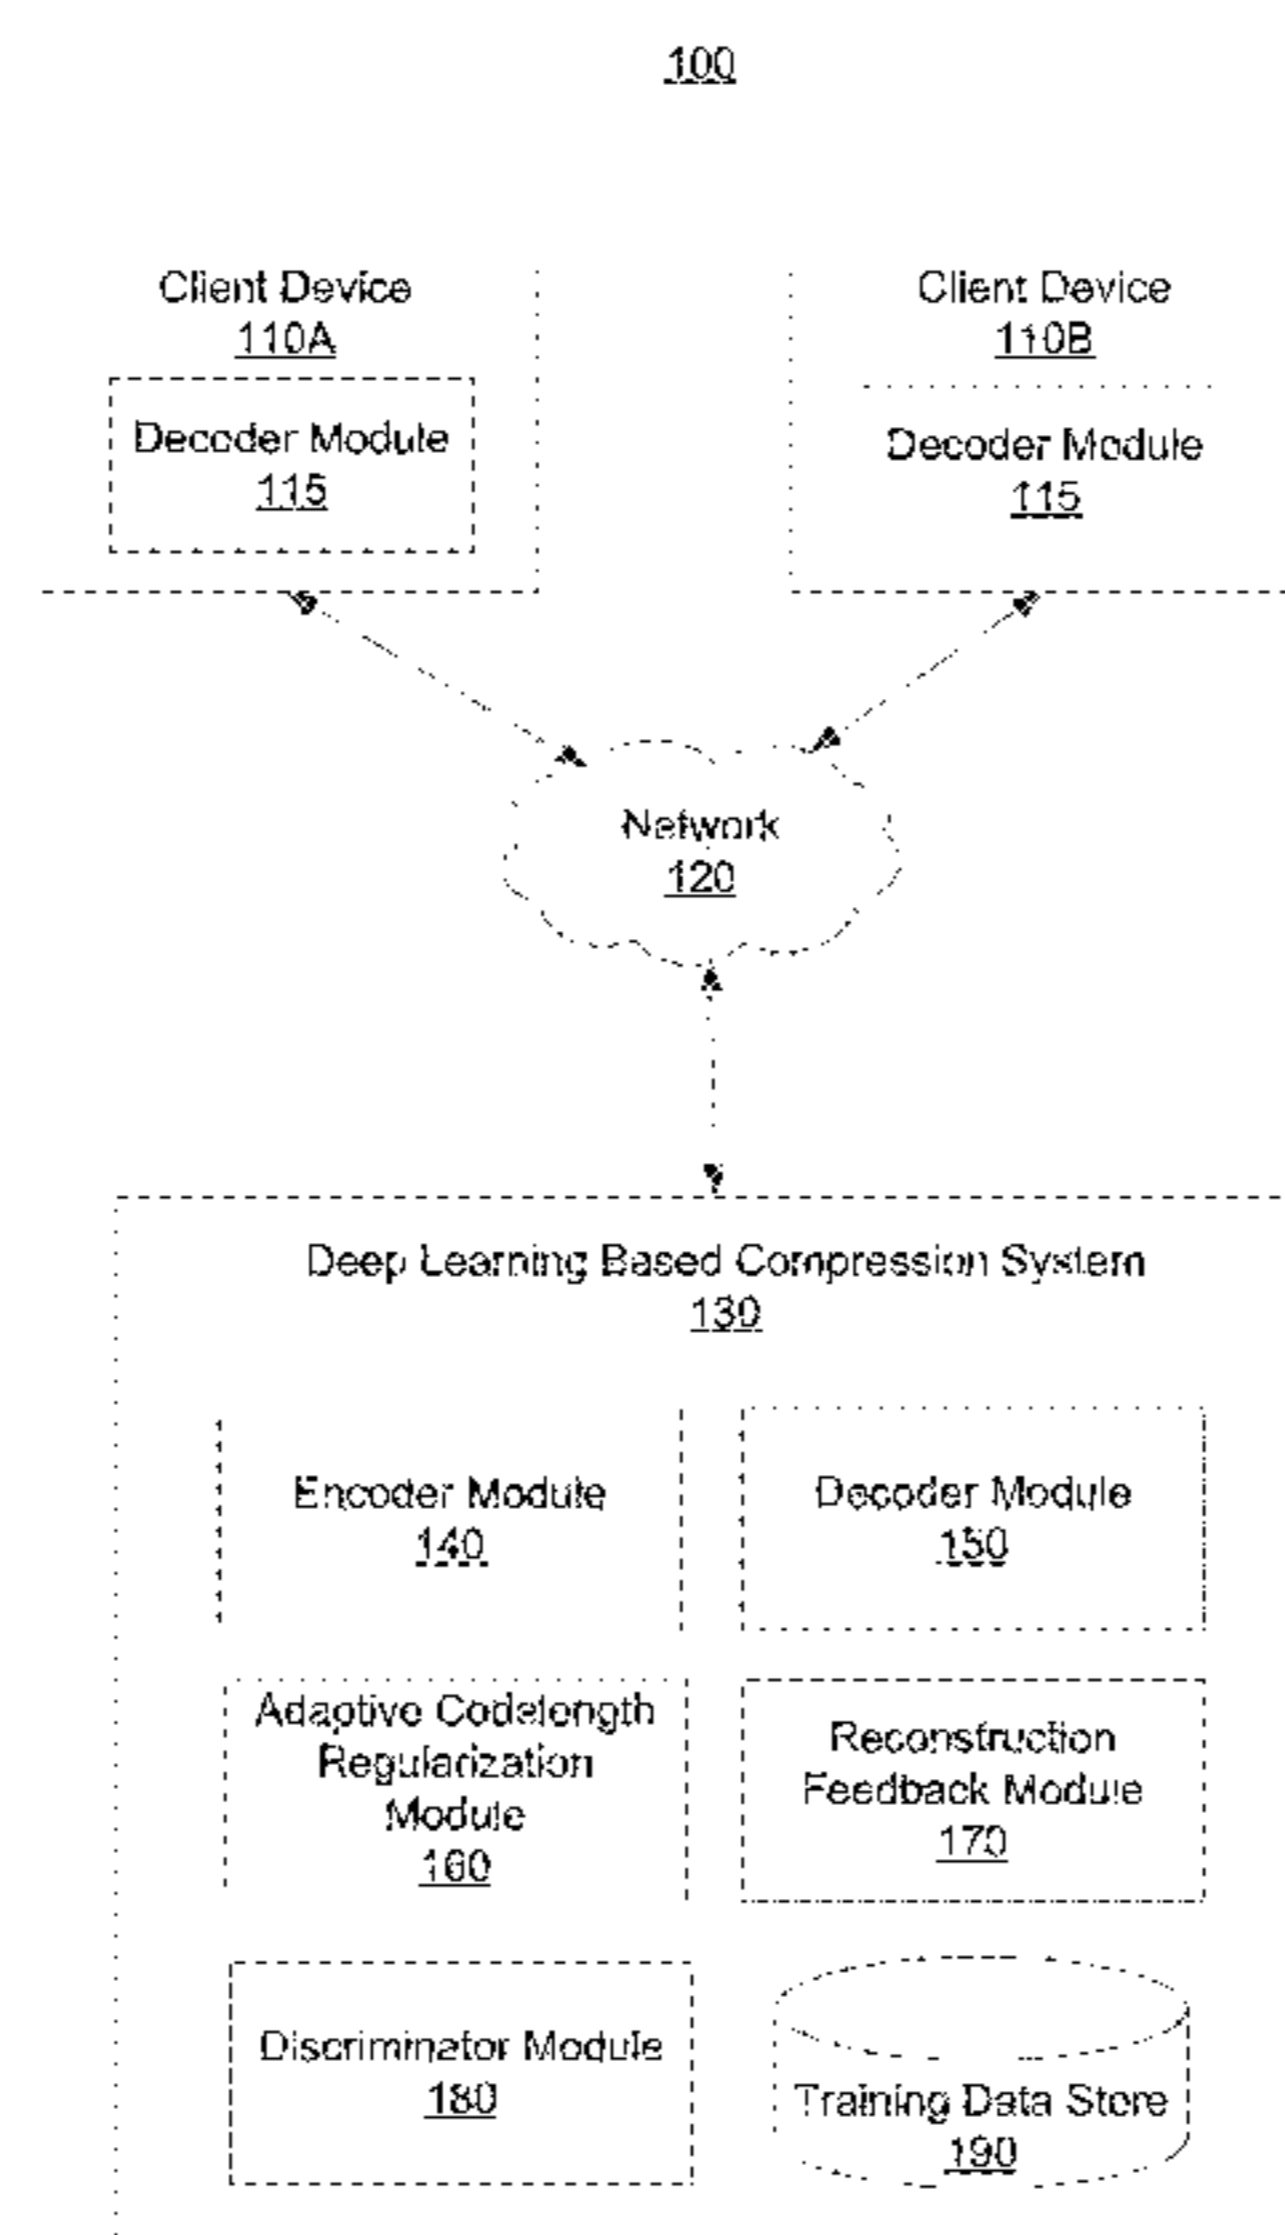 100
Client Device
110A
Decoder Module
115
Client Device
110B
Decoder Module
115
Network
120
Deep Learning Based Compression System
130
Encoder Module
140
Decoder Module
150
Adaptive Codelength
Regularization
Module
160
Reconstruction
Feedback Module
170
Discriminator Module
180
Training Data Store
190